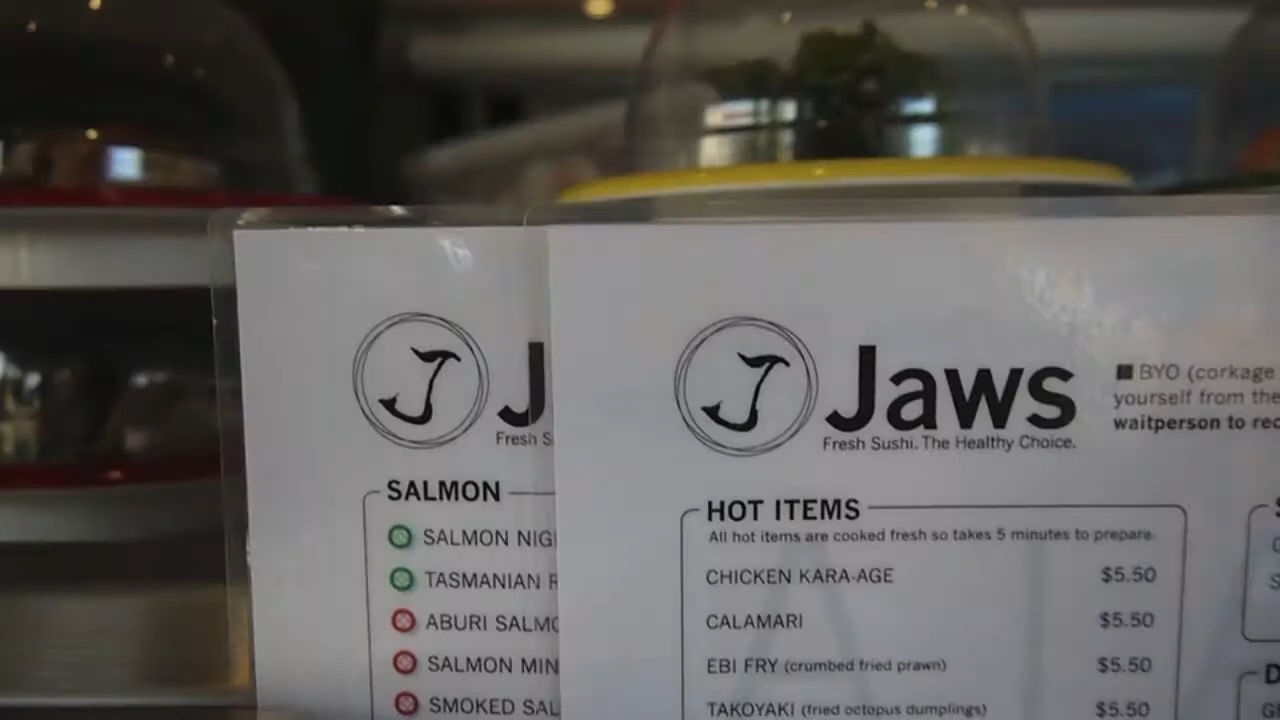 J
Fresh S
SALMON
SALMON NIG
TASMANIAN
ABURI SALMO
SALMON MIN
SMOKED SAL
Jaws
Fresh Sushi. The Healthy Choice.
BYO (corkage
yourself from the
waitperson to rec
HOT ITEMS
All hot items are cooked fresh so takes 5 minutes to prepare.
CHICKEN KARA-AGE $5.50
CALAMARI $5.50
EBI FRY (crumbed fried prawn) $5.50
TAKOYAKI (fried octopus dumplings) $5.50